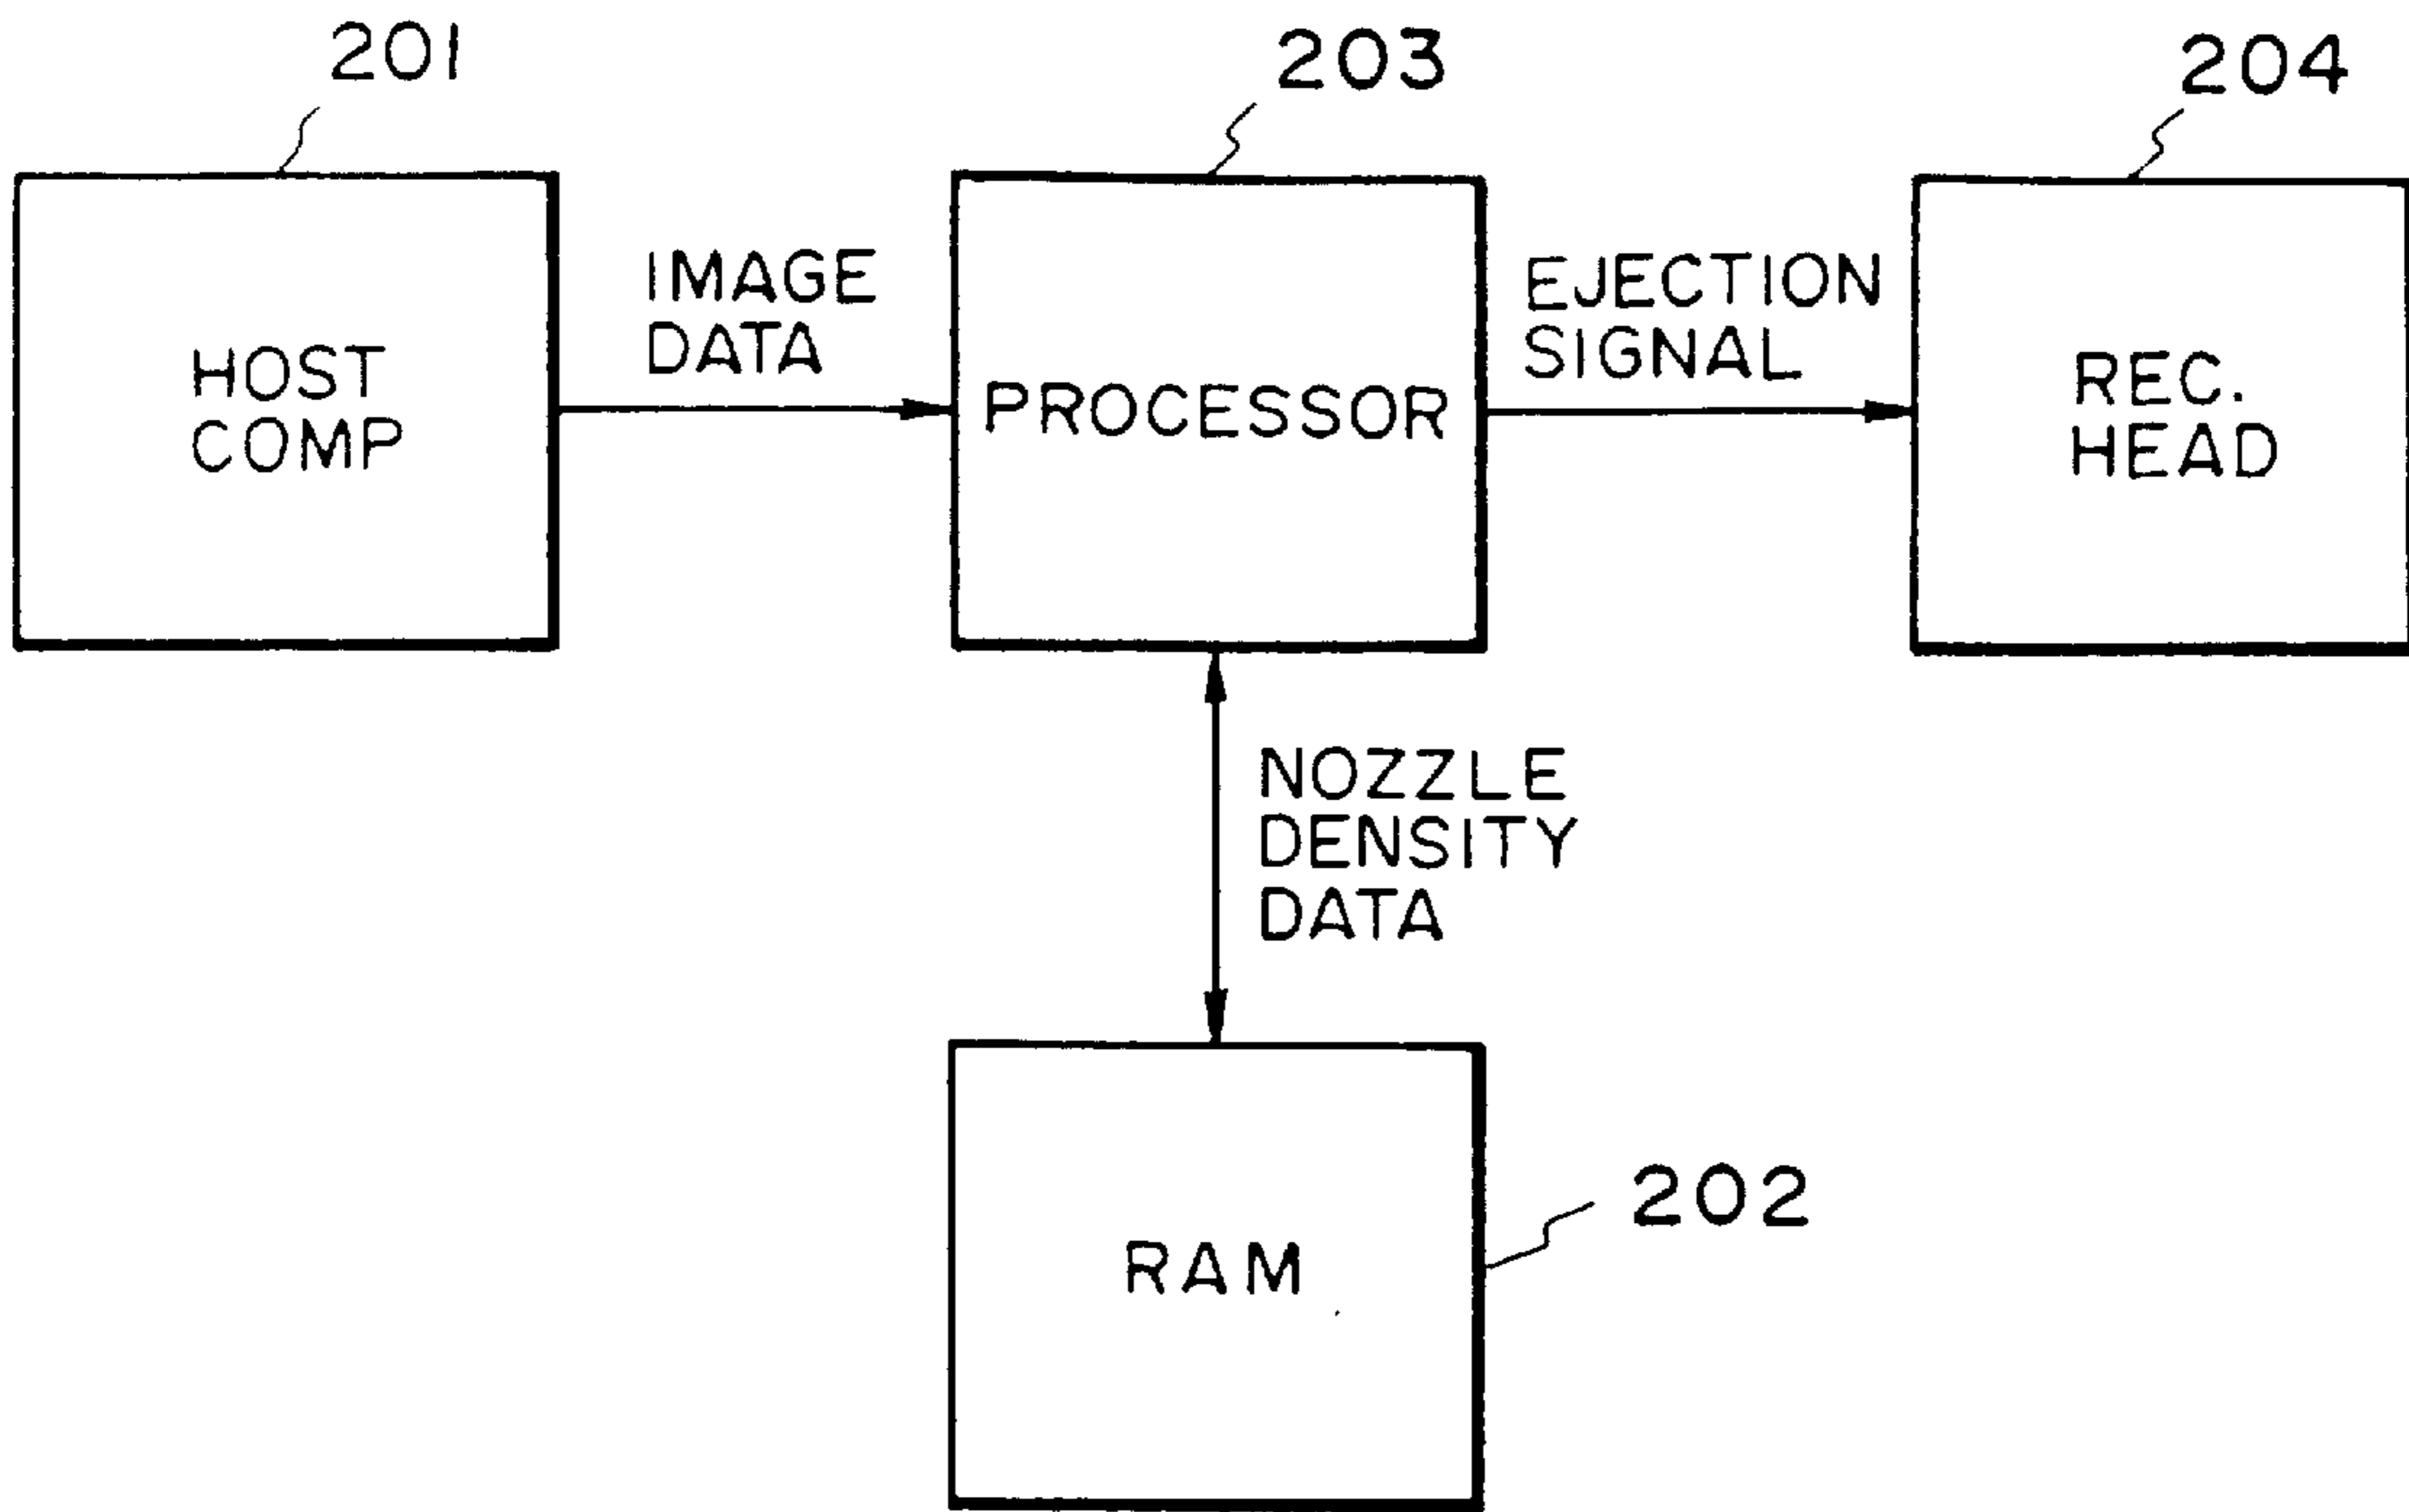 201
203
204
HOST
COMP
IMAGE
DATA
PROCESSOR
EJECTION
SIGNAL
REC.
HEAD
NOZZLE
DENSITY
DATA
RAM
202